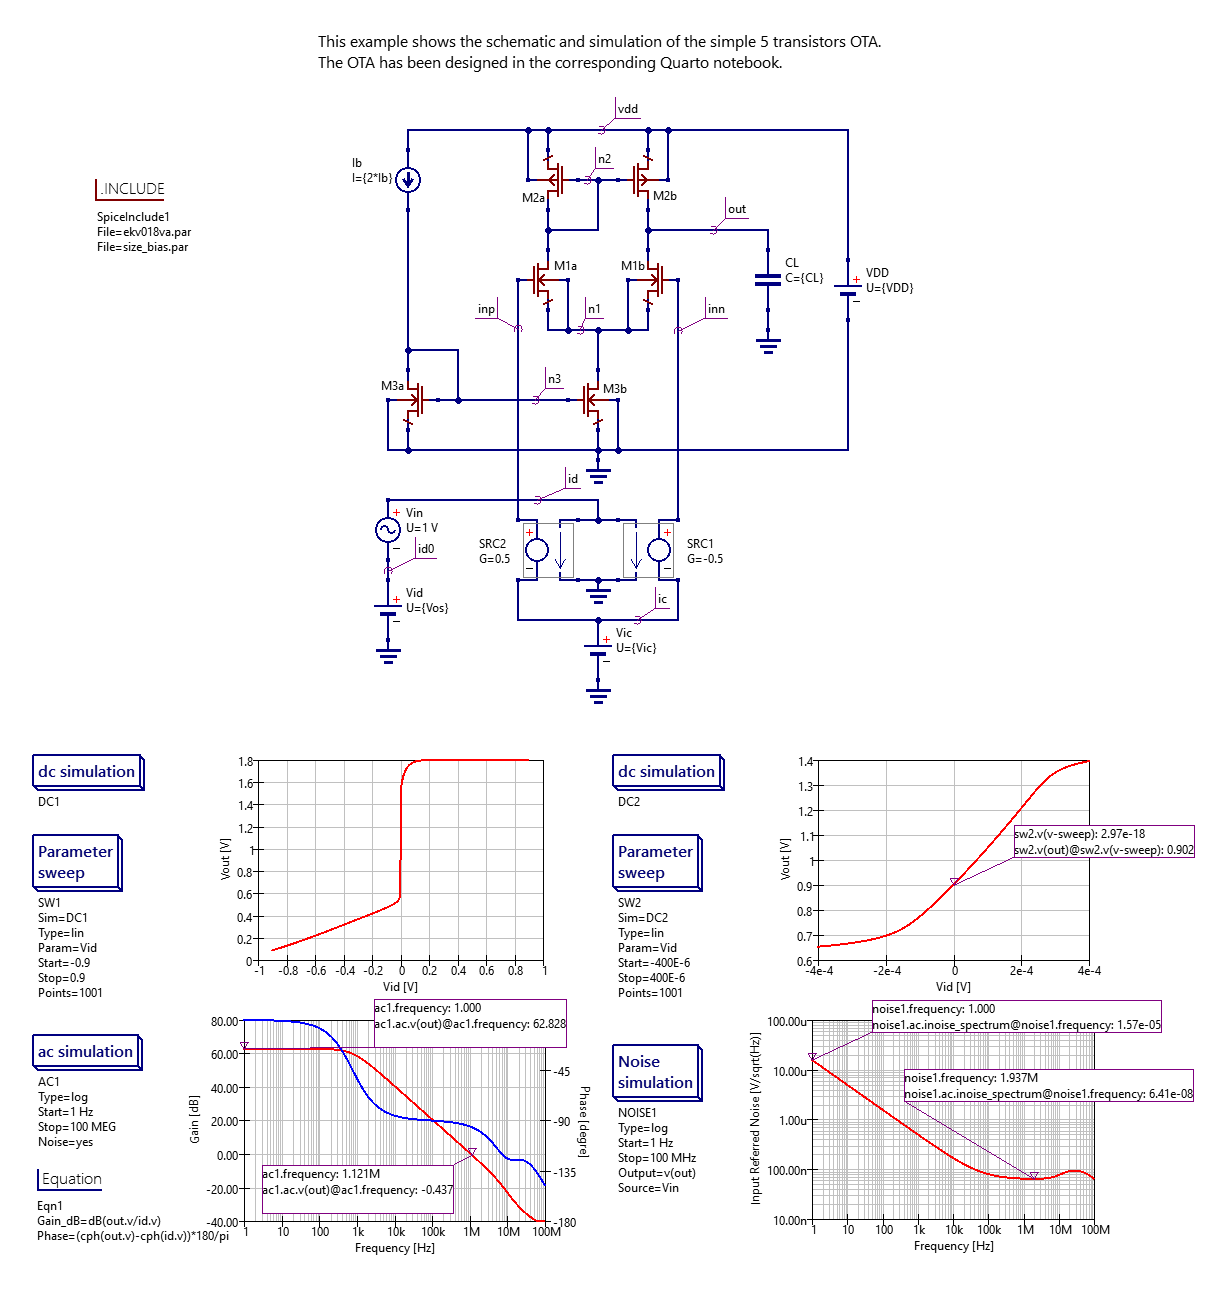 This example shows the schematic and simulation of the simple 5 transistors OTA.
The OTA has been designed in the corresponding Quarto notebook.
vdd
Ib
I={2*Ib}
n2
M2a
M2b
.INCLUDE
SpiceInclude1
File=ekv018va.par
File=size_bias.par
out
M1a
M1b
CL
C={CL}
VDD
U={VDD}
inp
n1
inn
M3a
n3
M3b
id
Vin
U=1 V
id0
SRC2
G=0.5
SRC1
G=-0.5
Vid
U={Vos}
ic
Vic
U={Vic}
dc simulation
DC1
Parameter
sweep
SW1
Sim=DC1
Type=lin
Param=Vid
Start=-0.9
Stop=0.9
Points=1001
1.8
1.6
1.4
1.2
1
0.8
0.6
0.4
0.2
0
Vout [V]
-1 -0.8 -0.6 -0.4 -0.2 0 0.2 0.4 0.6 0.8 1
Vid [V]
dc simulation
DC2
Parameter
sweep
SW2
Sim=DC2
Type=lin
Param=Vid
Start=-400E-6
Stop=400E-6
Points=1001
1.4
1.3
1.2
1.1
1
0.9
0.8
0.7
0.6
Vout [V]
sw2.v(v-sweep): 2.97e-18
sw2.v(out)@sw2.v(v-sweep): 0.902
-4e-4 -2e-4 0 2e-4 4e-4
Vid [V]
ac simulation
AC1
Type=log
Start=1 Hz
Stop=100 MEG
Noise=yes
Equation
Eqn1
Gain_dB=dB(out.v/id.v)
Phase=(cph(out.v)-cph(id.v))*180/pi
ac1.frequency: 1.000
ac1.ac.v(out)@ac1.frequency: 62.828
80.00
60.00
40.00
20.00
0.00
-20.00
-40.00
Gain [dB]
-45
-90
-135
-180
Phase [degre]
ac1.frequency: 1.121M
ac1.ac.v(out)@ac1.frequency: -0.437
1 10 100 1k 10k 100k 1M 10M 100M
Frequency [Hz]
Noise
simulation
NOISE1
Type=log
Start=1 Hz
Stop=100 MHz
Output=v(out)
Source=Vin
noise1.frequency: 1.000
noise1.ac.inoise_spectrum@noise1.frequency: 1.57e-05
noise1.frequency: 1.937M
noise1.ac.inoise_spectrum@noise1.frequency: 6.41e-08
100.00u
10.00u
1.00u
100.00n
10.00n
Input Referred Noise [V/sqrt(Hz)]
1 10 100 1k 10k 100k 1M 10M 100M
Frequency [Hz]